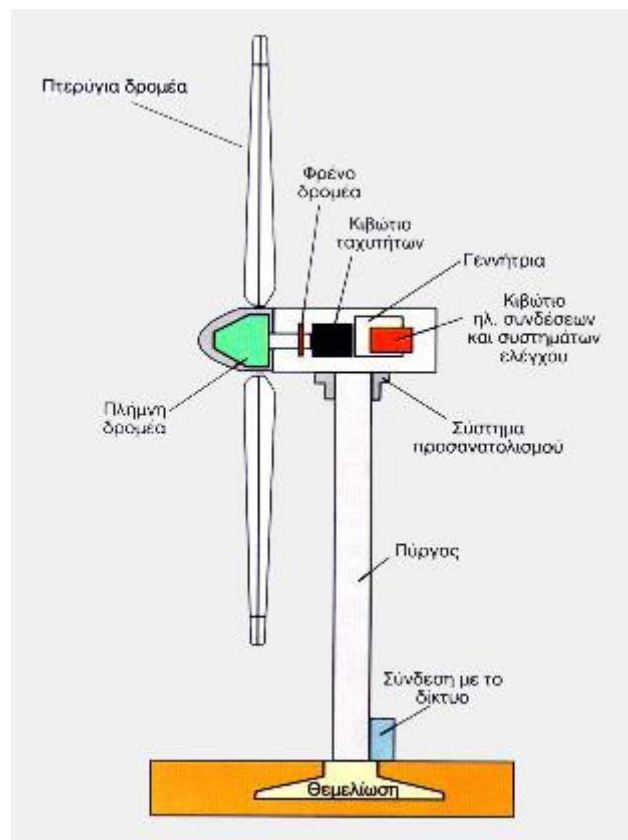 Πτερύγια δρομέα
Φρένο
δρομέα
Κιβώτιο
ταχυτήτων
Γεννήτρια
Κιβώτιο
ηλ. συνδέσεων
και συστημάτων
ελέγχου
Πλήμνη
δρομέα
Σύστημα
προσανατολισμού
Πύργος
Σύνδεση με το
δίκτυο
Θεμελίωση